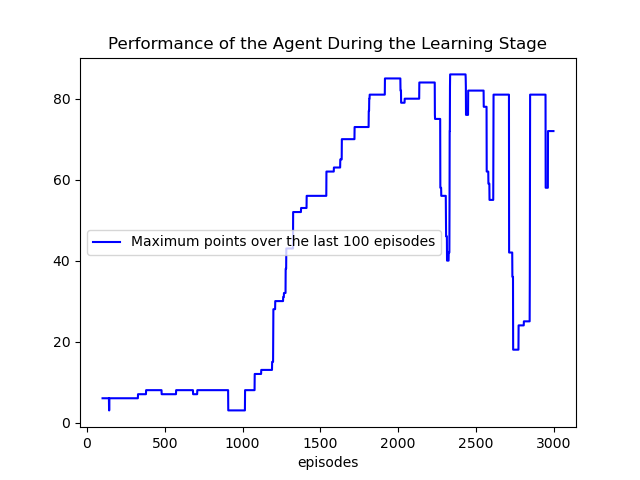 Performance of the Agent During the Learning Stage
80
60
Maximum points over the last 100 episodes
40
20
0
0 500 1000 1500 2000 2500 3000
episodes